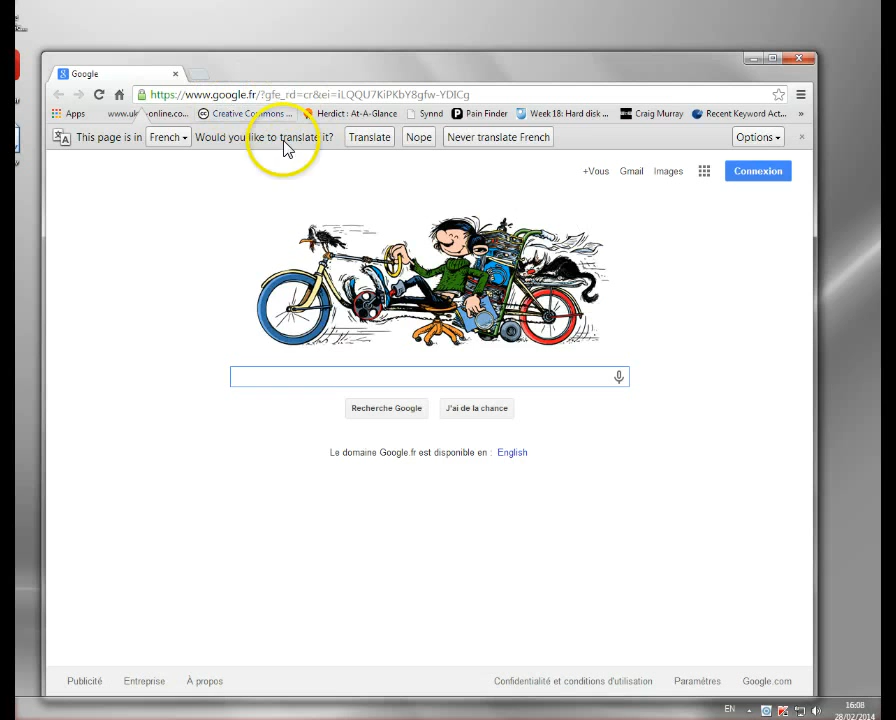 Google
https://www.google.fr/?gfe_rd=cr&ei=iLQQU7KiPKbY8gfw-YDICg
Apps www.uk-online.co... Creative Commons ... Herdict : At-A-Glance Synnd Pain Finder Week 18: Hard disk ... Craig Murray Recent Keyword Act... »
This page is in French Would you like to translate it? Translate Nope Never translate French Options
+Vous Gmail Images Connexion
Recherche Google J'ai de la chance
Le domaine Google.fr est disponible en : English
Publicité Entreprise À propos Confidentialité et conditions d'utilisation Paramètres Google.com
EN 16:08
28/02/2014